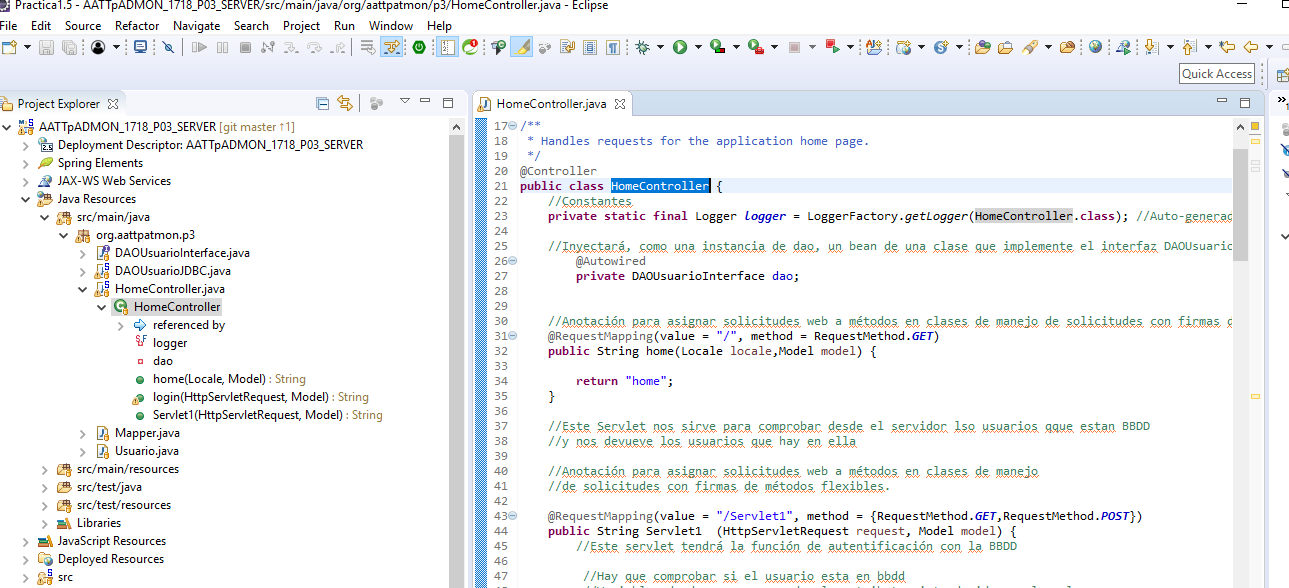 Practica1.5 - AATTpADMON_1718_P03_SERVER/src/main/java/org/aattpatmon/p3/HomeController.java - Eclipse
File Edit Source Refactor Navigate Search Project Run Window Help
Quick Access
Project Explorer
AATTpADMON_1718_P03_SERVER [git master ↑1]
Deployment Descriptor: AATTpADMON_1718_P03_SERVER
Spring Elements
JAX-WS Web Services
Java Resources
src/main/java
org.aattpatmon.p3
DAOUsuarioInterface.java
DAOUsuarioJDBC.java
HomeController.java
HomeController
referenced by
logger
dao
home(Locale, Model) : String
login(HttpServletRequest, Model) : String
Servlet1(HttpServletRequest, Model) : String
Mapper.java
Usuario.java
src/main/resources
src/test/java
src/test/resources
Libraries
JavaScript Resources
Deployed Resources
src
HomeController.java
17 /**
18 * Handles requests for the application home page.
19 */
20 @Controller
21 public class HomeController {
22 //Constantes
23 private static final Logger logger = LoggerFactory.getLogger(HomeController.class); //Auto-generad
24
25 //Inyectará, como una instancia de dao, un bean de una clase que implemente el interfaz DAOUsuario
26 @Autowired
27 private DAOUsuarioInterface dao;
28
29
30 //Anotación para asignar solicitudes web a métodos en clases de manejo de solicitudes con firmas
31 @RequestMapping(value = "/", method = RequestMethod.GET)
32 public String home(Locale locale,Model model) {
33
34 return "home";
35 }
36
37 //Este Servlet nos sirve para comprobar desde el servidor lso usuarios qque estan BBDD
38 //y nos devueve los usuarios que hay en ella
39
40 //Anotación para asignar solicitudes web a métodos en clases de manejo
41 //de solicitudes con firmas de métodos flexibles.
42
43 @RequestMapping(value = "/Servlet1", method = {RequestMethod.GET,RequestMethod.POST})
44 public String Servlet1 (HttpServletRequest request, Model model) {
45 //Este servlet tendrá la función de autentificación con la BBDD
46
47 //Hay que comprobar si el usuario esta en bbdd